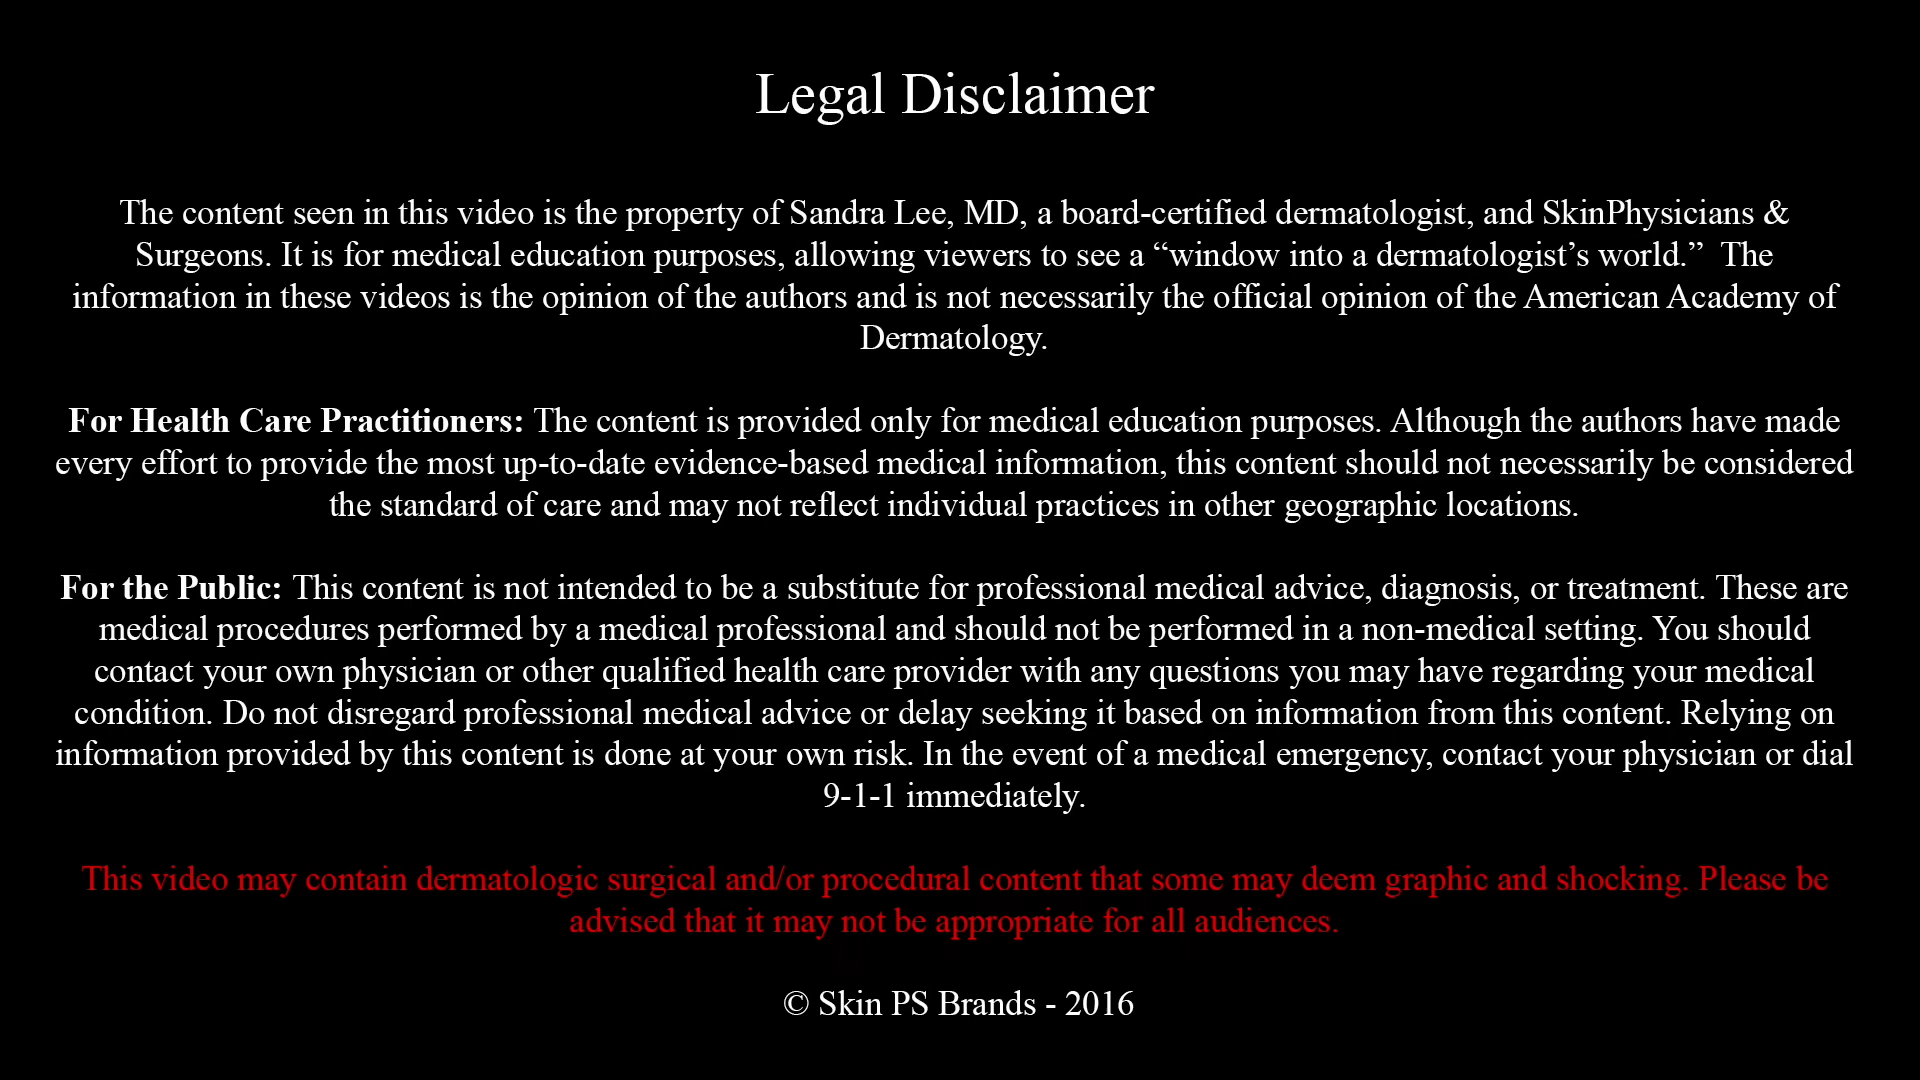 Legal Disclaimer
The content seen in this video is the property of Sandra Lee, MD, a board-certified dermatologist, and SkinPhysicians &
Surgeons. It is for medical education purposes, allowing viewers to see a “window into a dermatologist’s world.”  The
information in these videos is the opinion of the authors and is not necessarily the official opinion of the American Academy of
Dermatology.
For Health Care Practitioners: The content is provided only for medical education purposes. Although the authors have made
every effort to provide the most up-to-date evidence-based medical information, this content should not necessarily be considered
the standard of care and may not reflect individual practices in other geographic locations.
For the Public: This content is not intended to be a substitute for professional medical advice, diagnosis, or treatment. These are
medical procedures performed by a medical professional and should not be performed in a non-medical setting. You should
contact your own physician or other qualified health care provider with any questions you may have regarding your medical
condition. Do not disregard professional medical advice or delay seeking it based on information from this content. Relying on
information provided by this content is done at your own risk. In the event of a medical emergency, contact your physician or dial
9-1-1 immediately.
This video may contain dermatologic surgical and/or procedural content that some may deem graphic and shocking. Please be
advised that it may not be appropriate for all audiences.
© Skin PS Brands - 2016